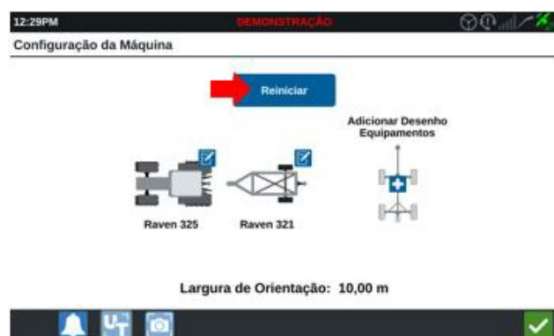 12:29PM DEMONSTRAÇÃO
Configuração da Máquina
Reiniciar
Adicionar Desenho
Equipamentos
Raven 325 Raven 321
Largura de Orientação: 10,00 m
UT